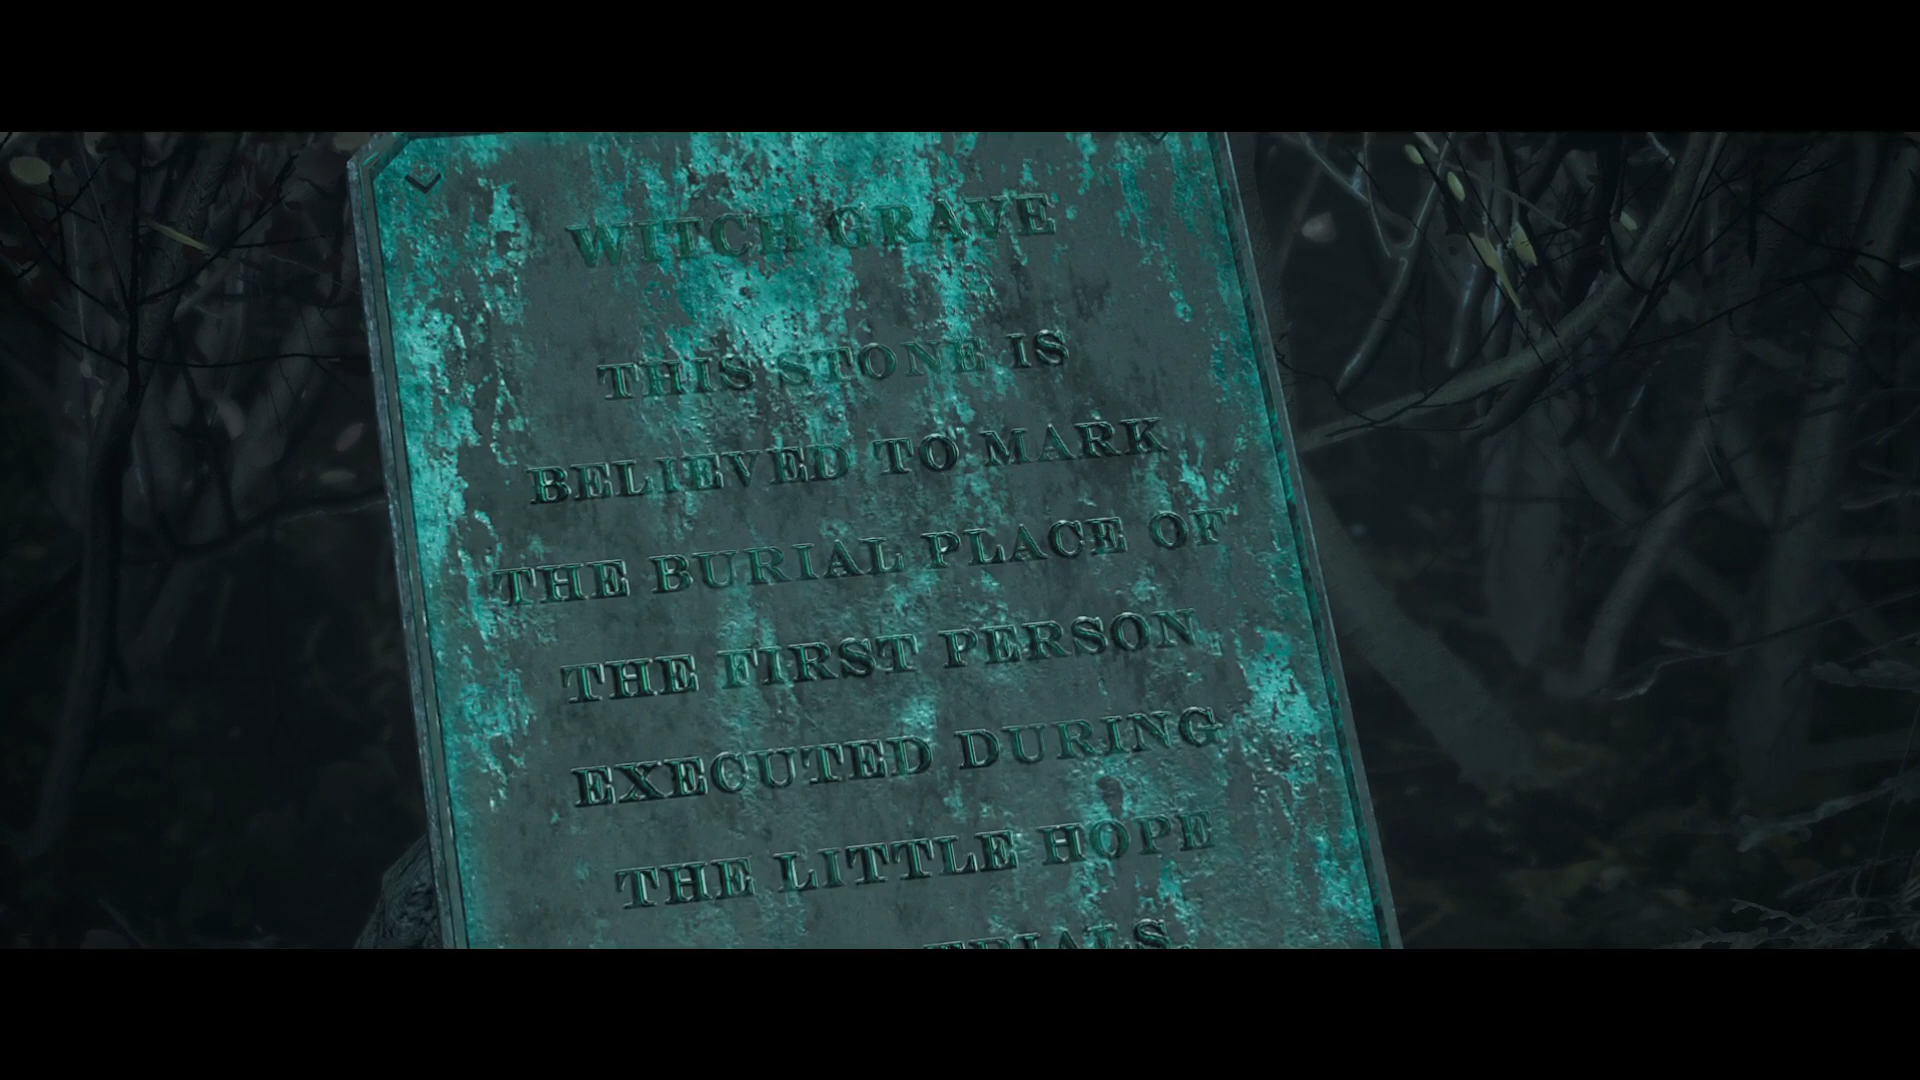 WITCH GRAVE
THIS STONE IS
BELIEVED TO MARK
THE BURIAL PLACE OF
THE FIRST PERSON
EXECUTED DURING
THE LITTLE HOPE
TRIALS.